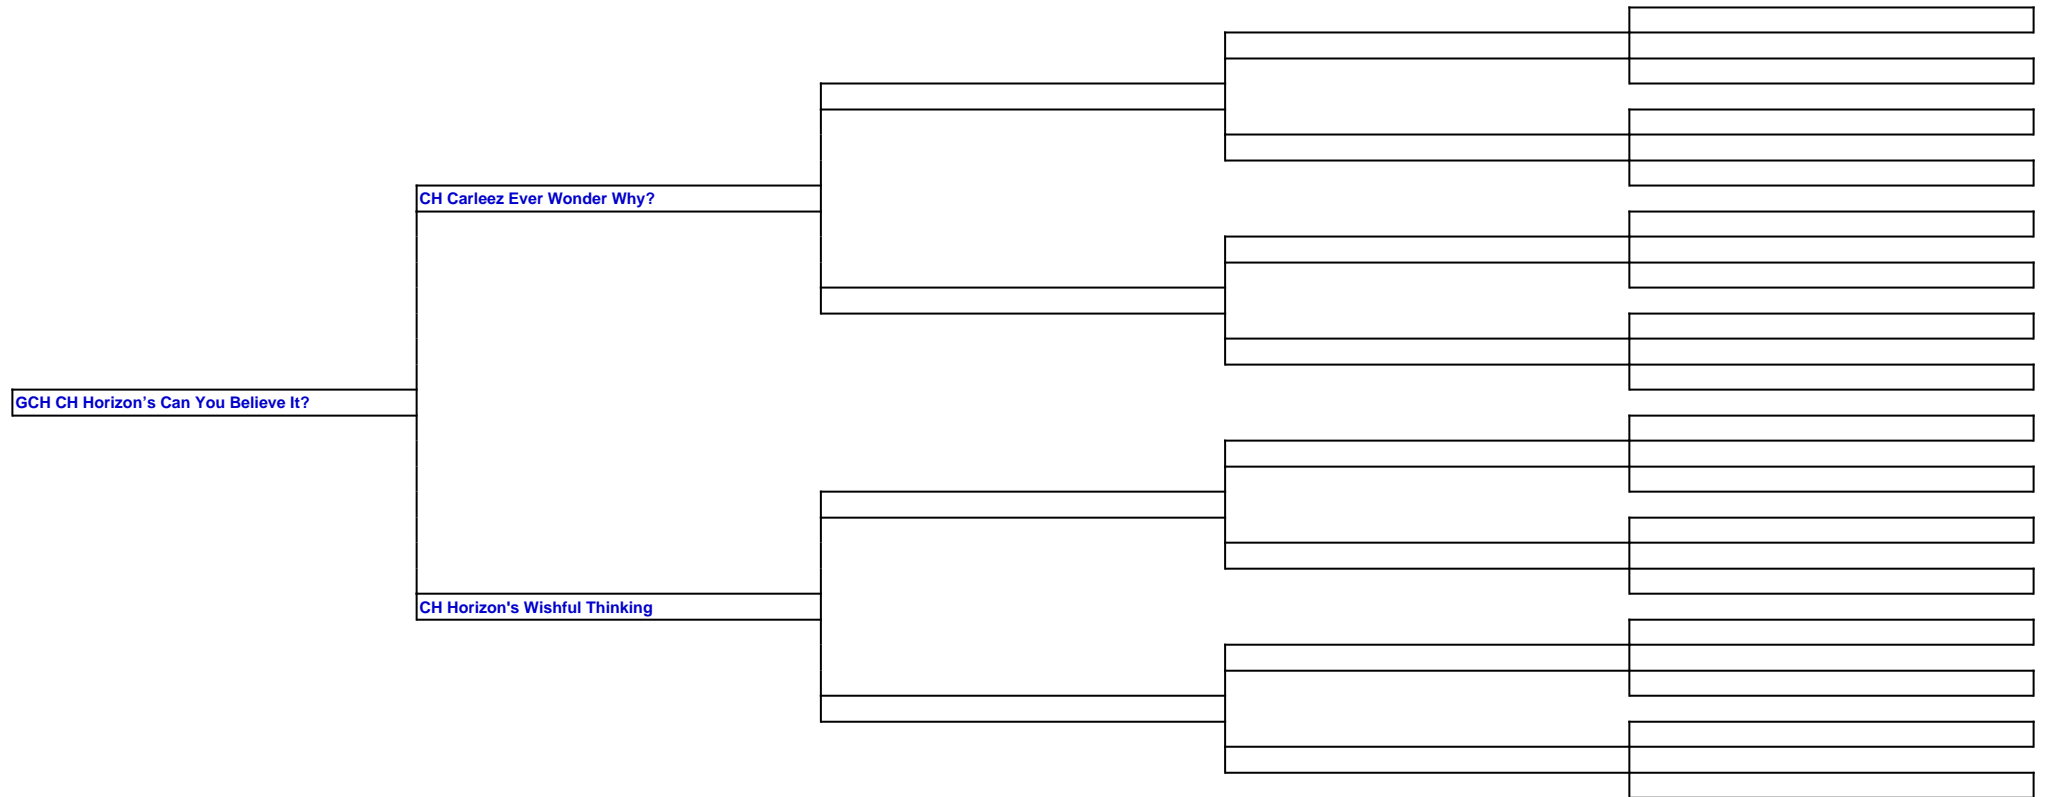 CH Carleez Ever Wonder Why?
GCH CH Horizon’s Can You Believe It?
CH Horizon's Wishful Thinking